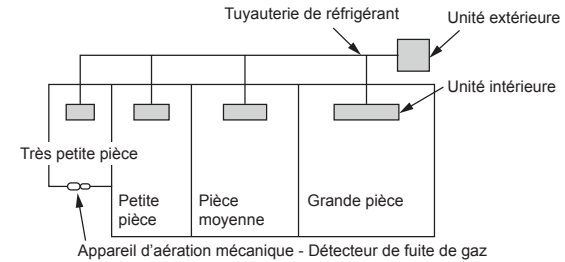 Tuyauterie de réfrigérant
Unité extérieure
Unité intérieure
Très petite pièce
Petite
pièce
Pièce
moyenne
Grande pièce
Appareil d'aération mécanique - Détecteur de fuite de gaz